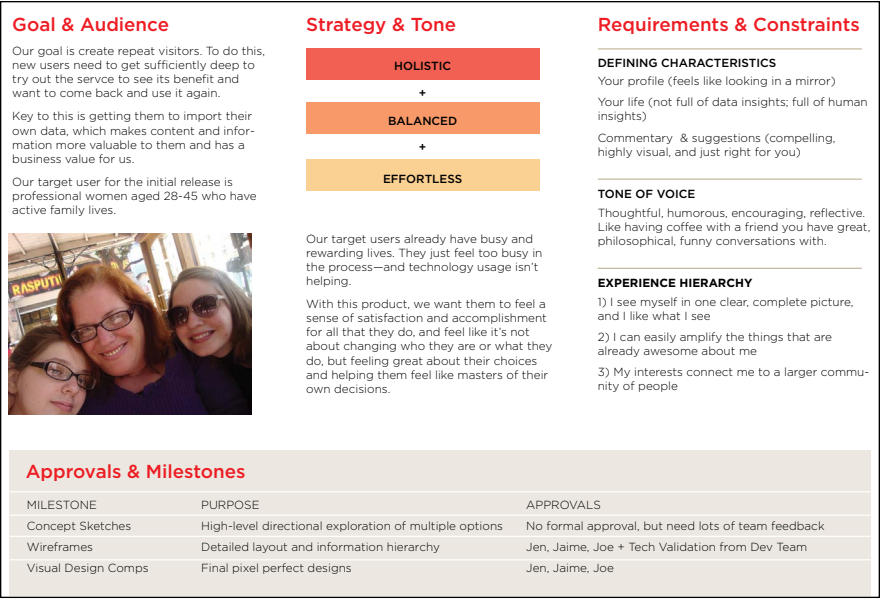 Goal & Audience
Our goal is create repeat visitors. To do this,
new users need to get sufficiently deep to
try out the servce to see its benefit and
want to come back and use it again.
Key to this is getting them to import their
own data, which makes content and infor-
mation more valuable to them and has a
business value for us.
Our target user for the initial release is
professional women aged 28-45 who have
active family lives.
RASPUTI
Strategy & Tone
HOLISTIC
+
BALANCED
+
EFFORTLESS
Our target users already have busy and
rewarding lives. They just feel too busy in
the process—and technology usage isn't
helping.
With this product, we want them to feel a
sense of satisfaction and accomplishment
for all that they do, and feel like it's not
about changing who they are or what they
do, but feeling great about their choices
and helping them feel like masters of their
own decisions.
Requirements & Constraints
DEFINING CHARACTERISTICS
Your profile (feels like looking in a mirror)
Your life (not full of data insights; full of human
insights)
Commentary & suggestions (compelling,
highly visual, and just right for you)
TONE OF VOICE
Thoughtful, humorous, encouraging, reflective.
Like having coffee with a friend you have great,
philosophical, funny conversations with.
EXPERIENCE HIERARCHY
1) I see myself in one clear, complete picture,
and I like what I see
2) I can easily amplify the things that are
already awesome about me
3) My interests connect me to a larger commu-
nity of people
Approvals & Milestones
MILESTONE PURPOSE APPROVALS
Concept Sketches High-level directional exploration of multiple options No formal approval, but need lots of team feedback
Wireframes Detailed layout and information hierarchy Jen, Jaime, Joe + Tech Validation from Dev Team
Visual Design Comps Final pixel perfect designs Jen, Jaime, Joe